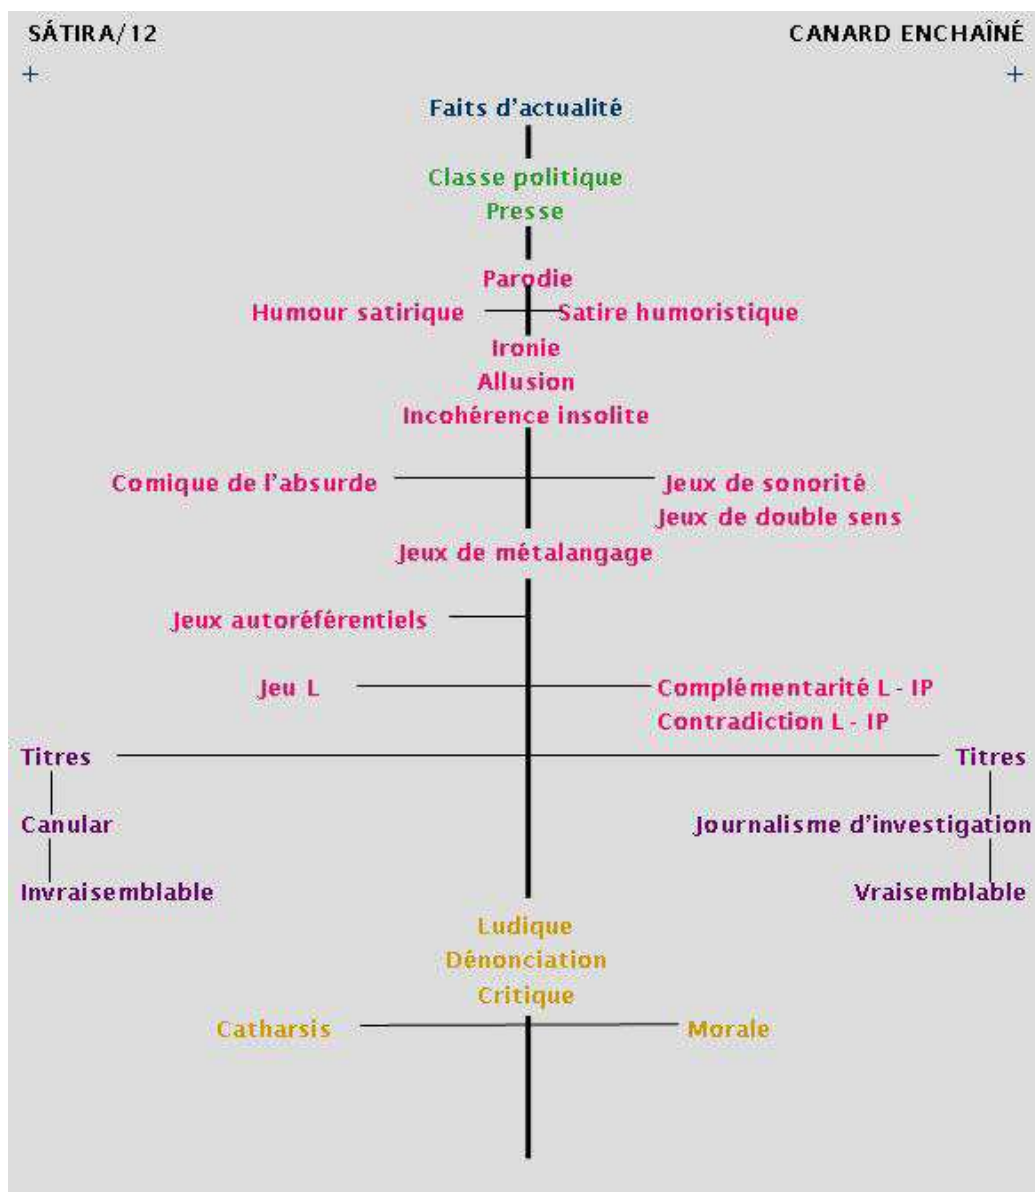 SÁTIRA/12 CANARD ENCHAÎNÉ
+ +
Faits d'actualité
Classe politique
Presse
Parodie
Humour satirique Satire humoristique
Ironie
Allusion
Incohérence insolite
Comique de l'absurde Jeux de sonorité
Jeux de double sens
Jeux de métalangage
Jeux autoréférentiels
Jeu L Complémentarité L - IP
Contradiction L - IP
Titres Titres
Canular Journalisme d'investigation
Invraisemblable Vraisemblable
Ludique
Dénonciation
Critique
Catharsis Morale